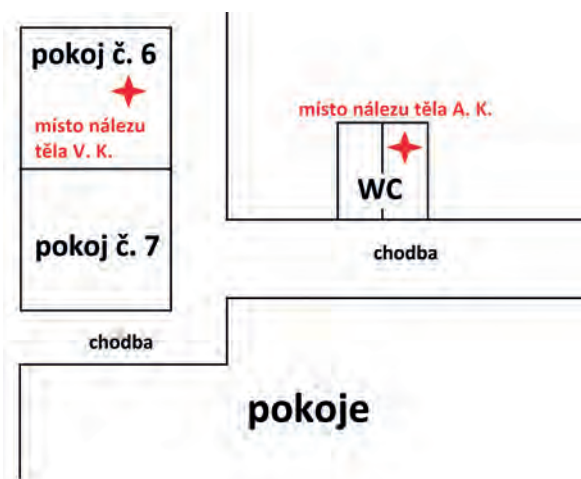 pokoj č. 6
místo nálezu
těla V. K.
místo nálezu těla A. K.
WC
pokoj č. 7
chodba
chodba
pokoje